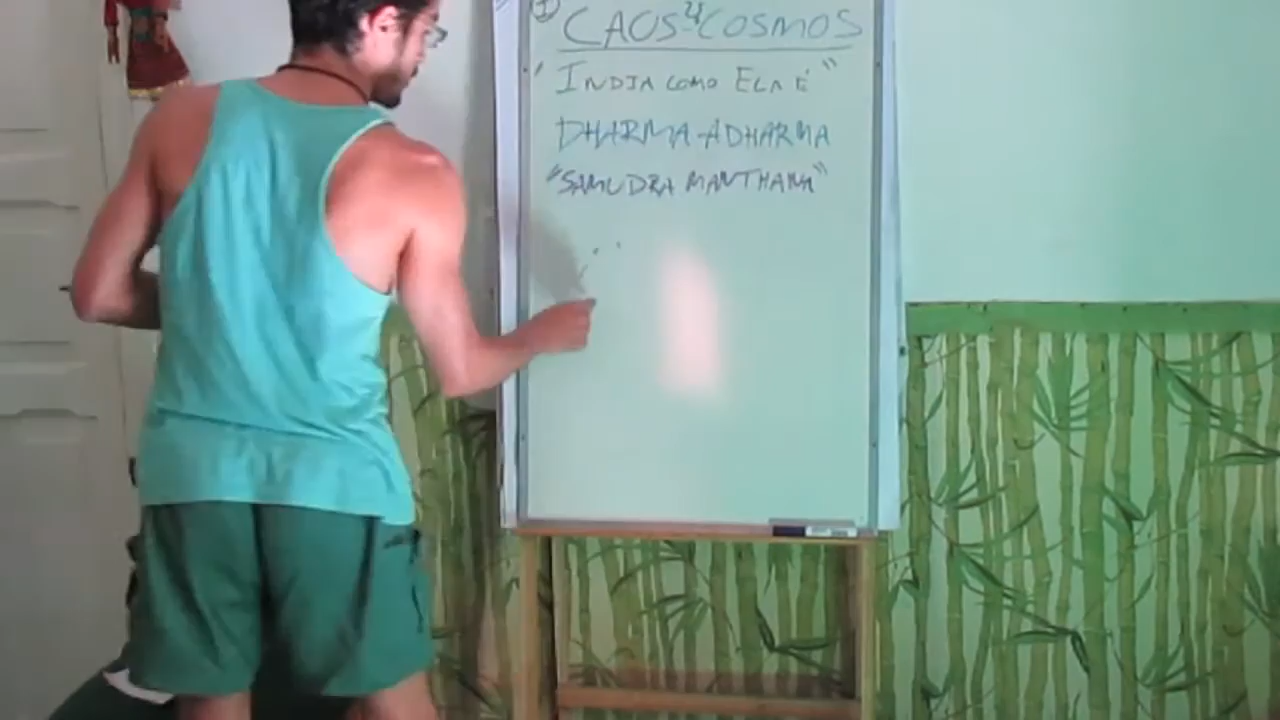 CAOS-COSMOS
"INDIA COMO ELA É"
DHARMA-ADHARMA
"SAMUDRA MANTHANA"